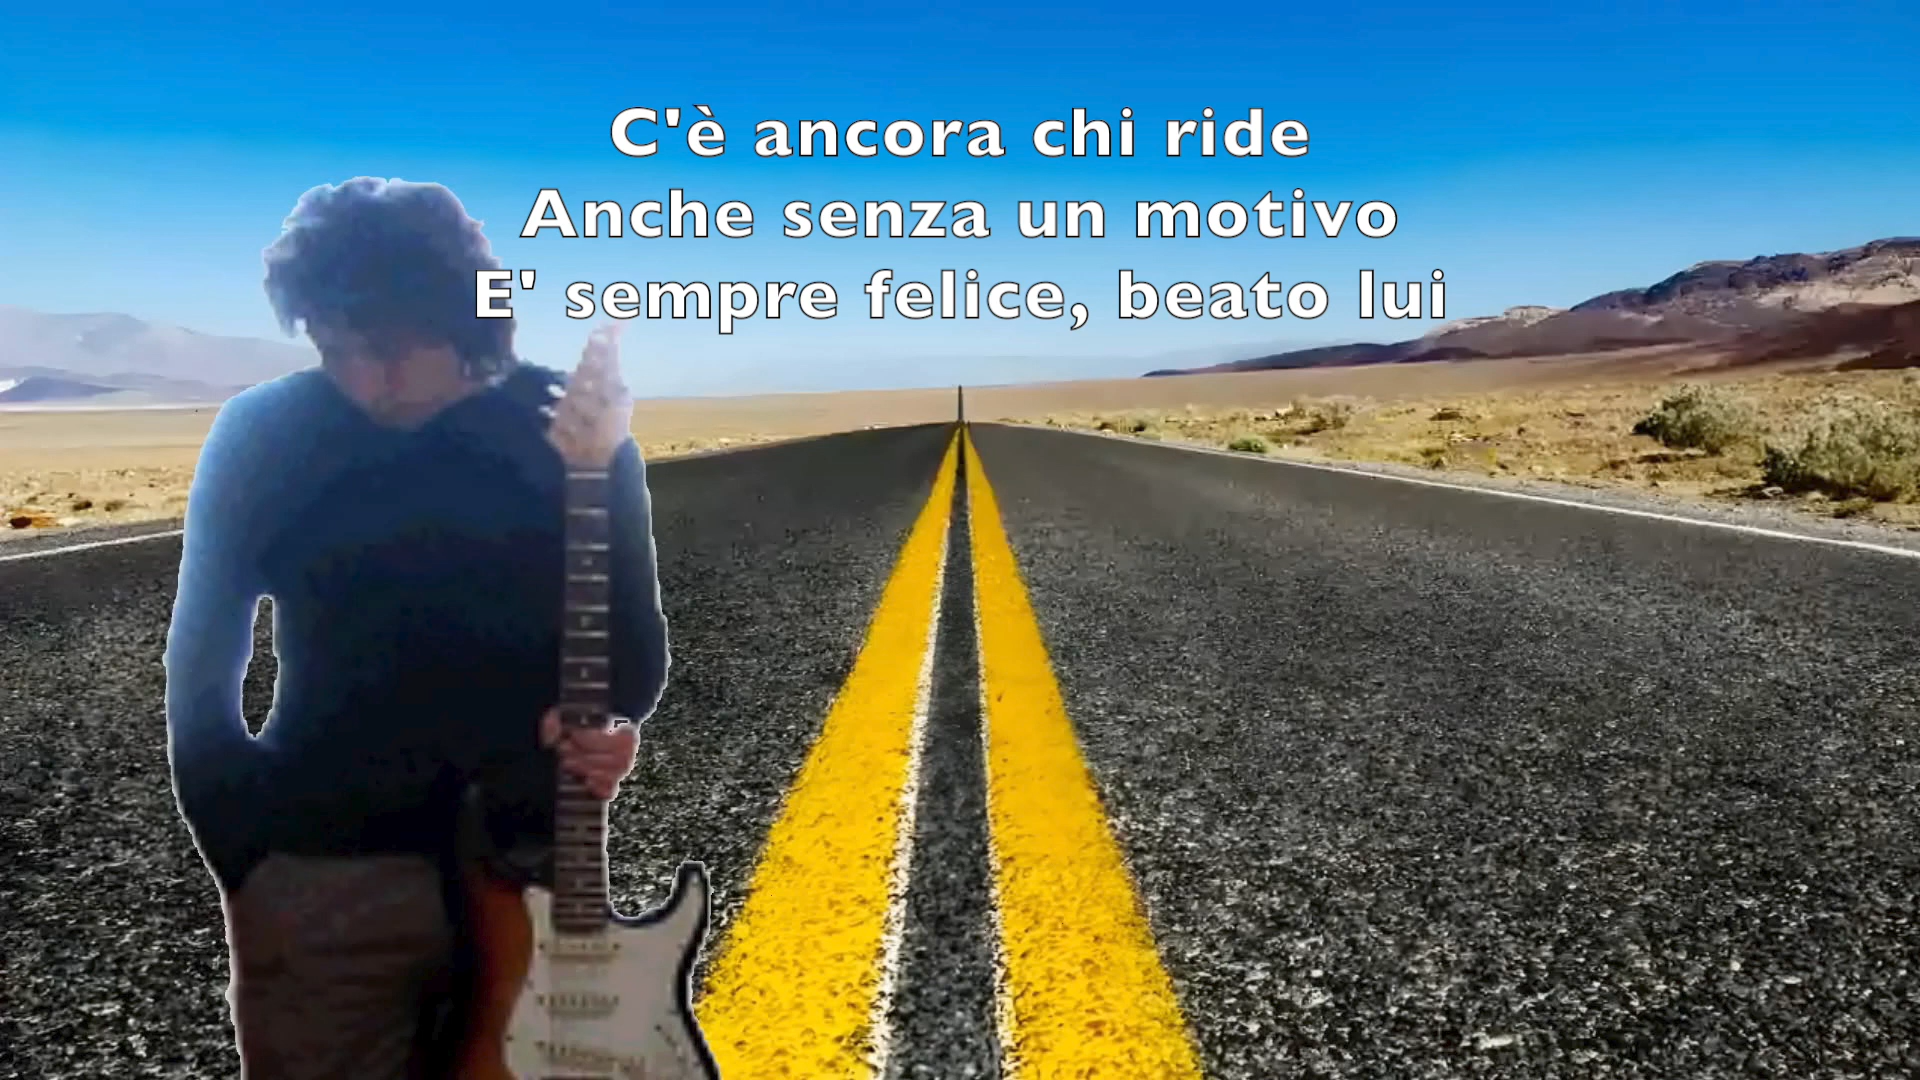 C'è ancora chi ride
Anche senza un motivo
E' sempre felice, beato lui